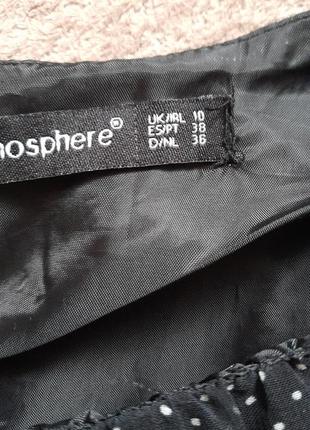 nosphere®
UK/IRL 10
ES/PT 38
D/NL 36